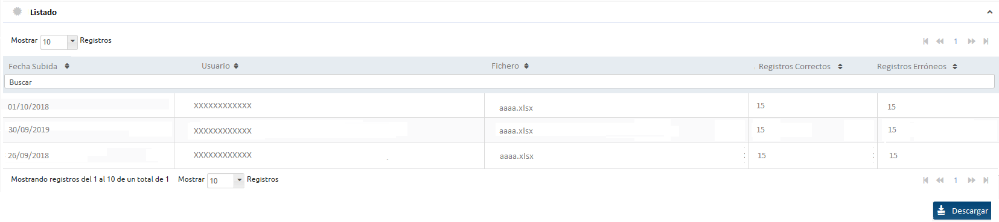 Listado
Mostrar 10 Registros
1
Fecha Subida Usuario Fichero Registros Correctos Registros Erróneos
Buscar
01/10/2018 XXXXXXXXXXXX aaaa.xlsx 15 15
30/09/2019 XXXXXXXXXXXX aaaa.xlsx 15 15
26/09/2018 XXXXXXXXXXXX aaaa.xlsx 15 15
Mostrando registros del 1 al 10 de un total de 1 Mostrar 10 Registros 1
Descargar